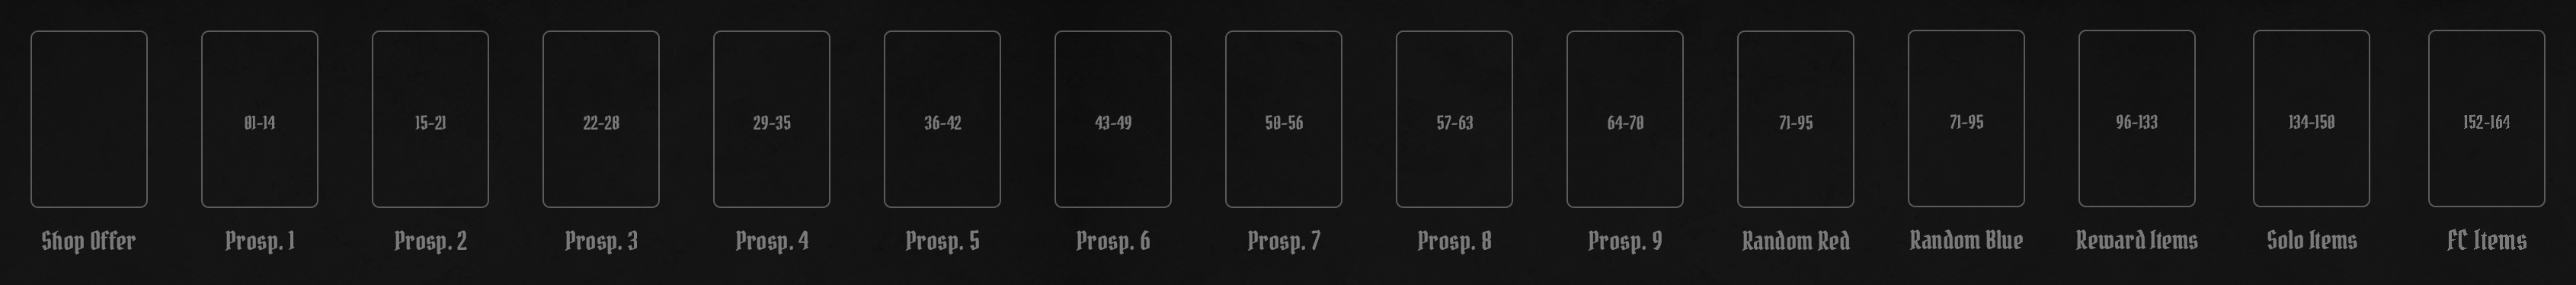 01-14
15-21
22-28
29-35
36-42
43-49
50-56
57-63
64-70
71-95
71-95
96-133
134-150
152-164
Shop Offer
Prosp. 1
Prosp. 2
Prosp. 3
Prosp. 4
Prosp. 5
Prosp. 6
Prosp. 7
Prosp. 8
Prosp. 9
Random Red
Random Blue
Reward Items
Solo Items
FC Items